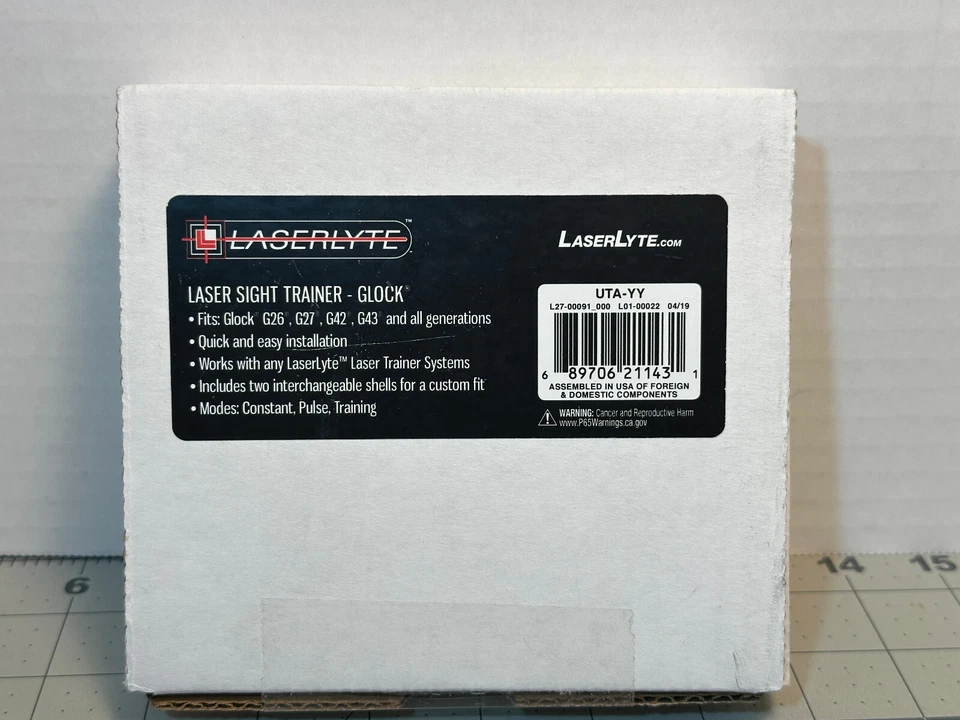 LASERLYTE™
LASERLYTE.COM
LASER SIGHT TRAINER - GLOCK®
• Fits: Glock® G26®, G27®, G42®, G43® and all generations
• Quick and easy installation
• Works with any LaserLyte™ Laser Trainer Systems
• Includes two interchangeable shells for a custom fit
• Modes: Constant, Pulse, Training
UTA-YY
L27-00091_000 L01-00022 04/19
6 89706 21143 1
ASSEMBLED IN USA OF FOREIGN
& DOMESTIC COMPONENTS
WARNING: Cancer and Reproductive Harm
www.P65Warnings.ca.gov
6
14
15